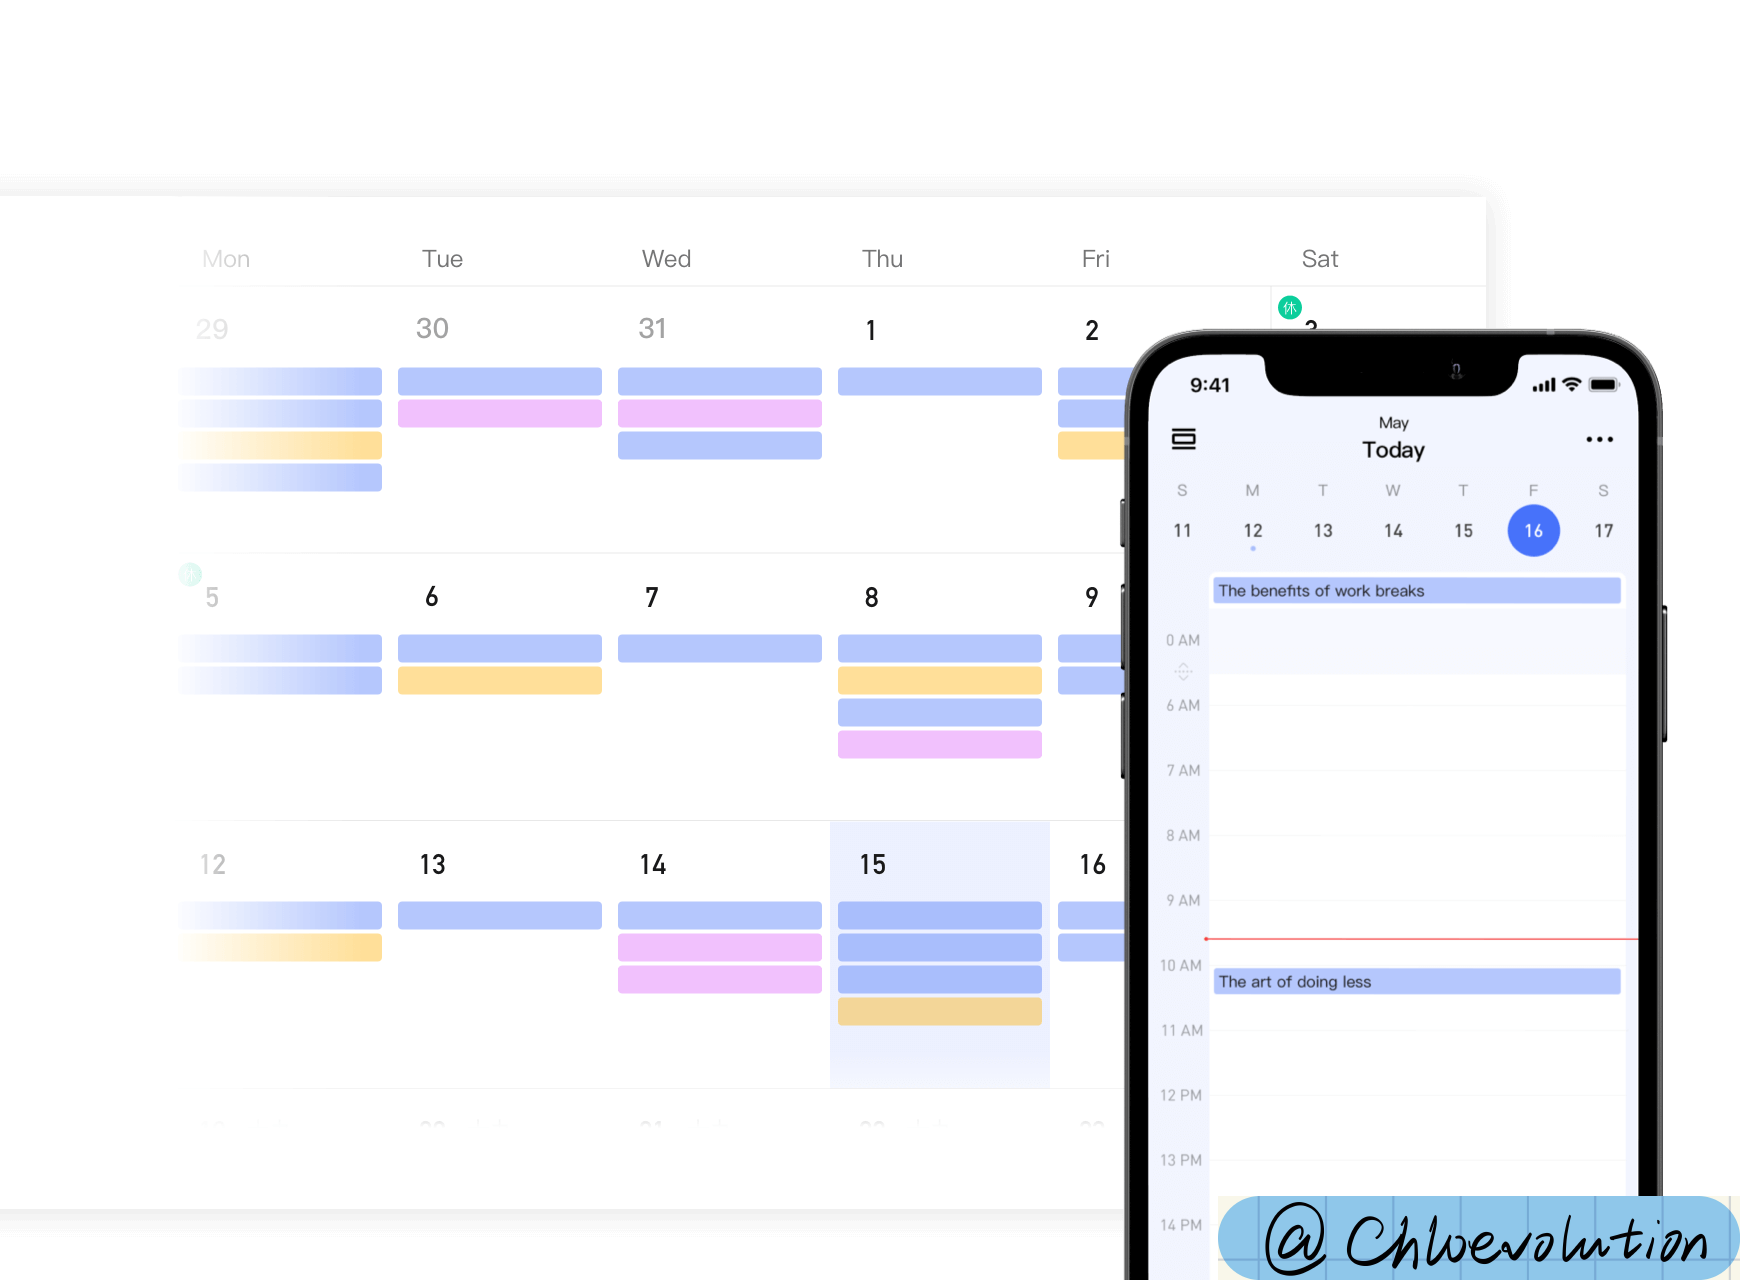 Mon Tue Wed Thu Fri Sat
休
29 30 31 1 2
休
5 6 7 8 9
12 13 14 15 16
9:41
May
Today
S M T W T F S
11 12 13 14 15 16 17
The benefits of work breaks
0 AM
6 AM
7 AM
8 AM
9 AM
10 AM
The art of doing less
11 AM
12 PM
13 PM
14 PM
@Chloevolution